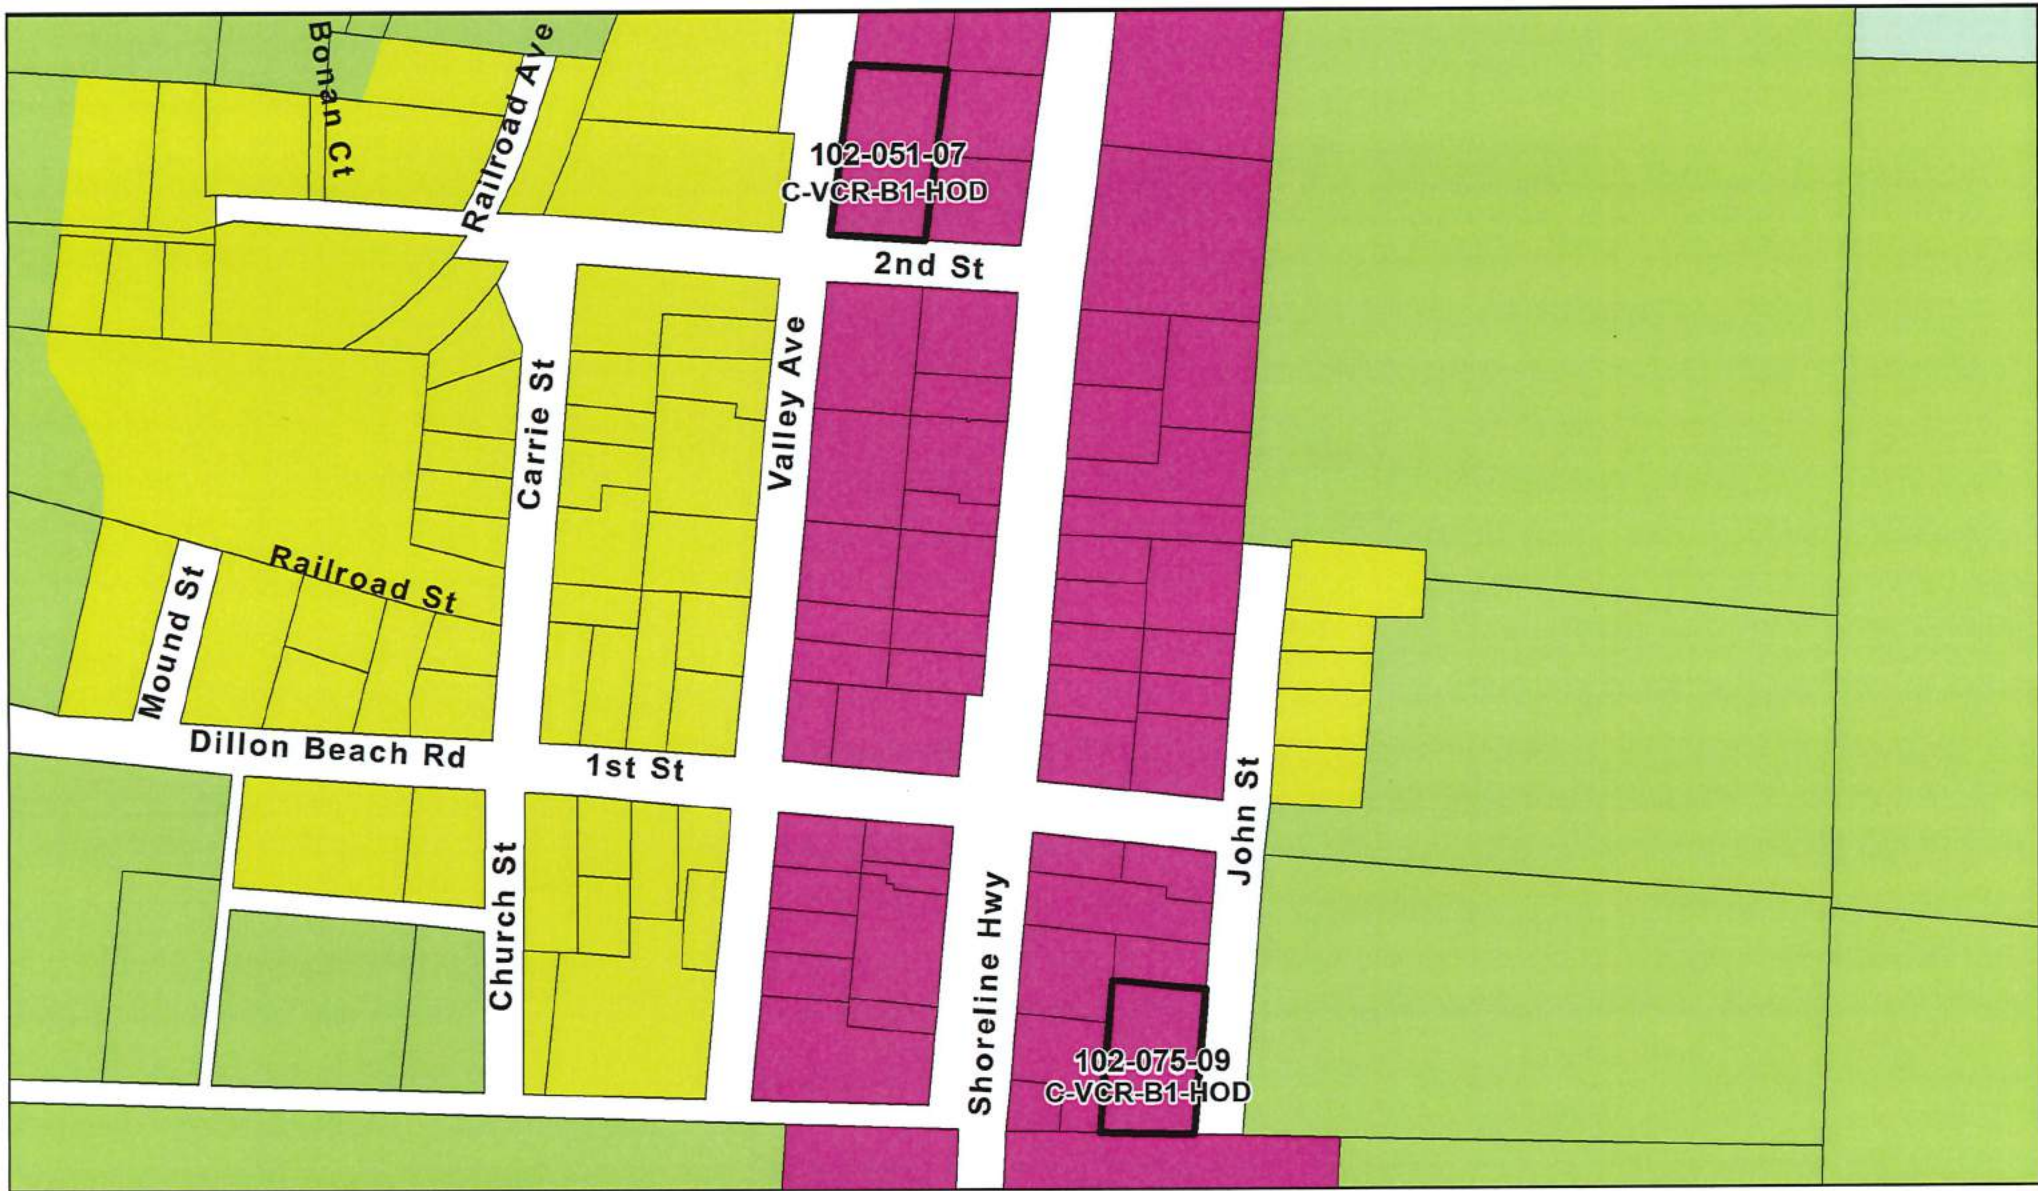 Bonan Ct
Railroad Ave
102-051-07
C-VCR-B1-HOD
2nd St
Carrie St
Valley Ave
Railroad St
Mound St
Dillon Beach Rd
1st St
John St
Church St
Shoreline Hwy
102-075-09
C-VCR-B1-HOD